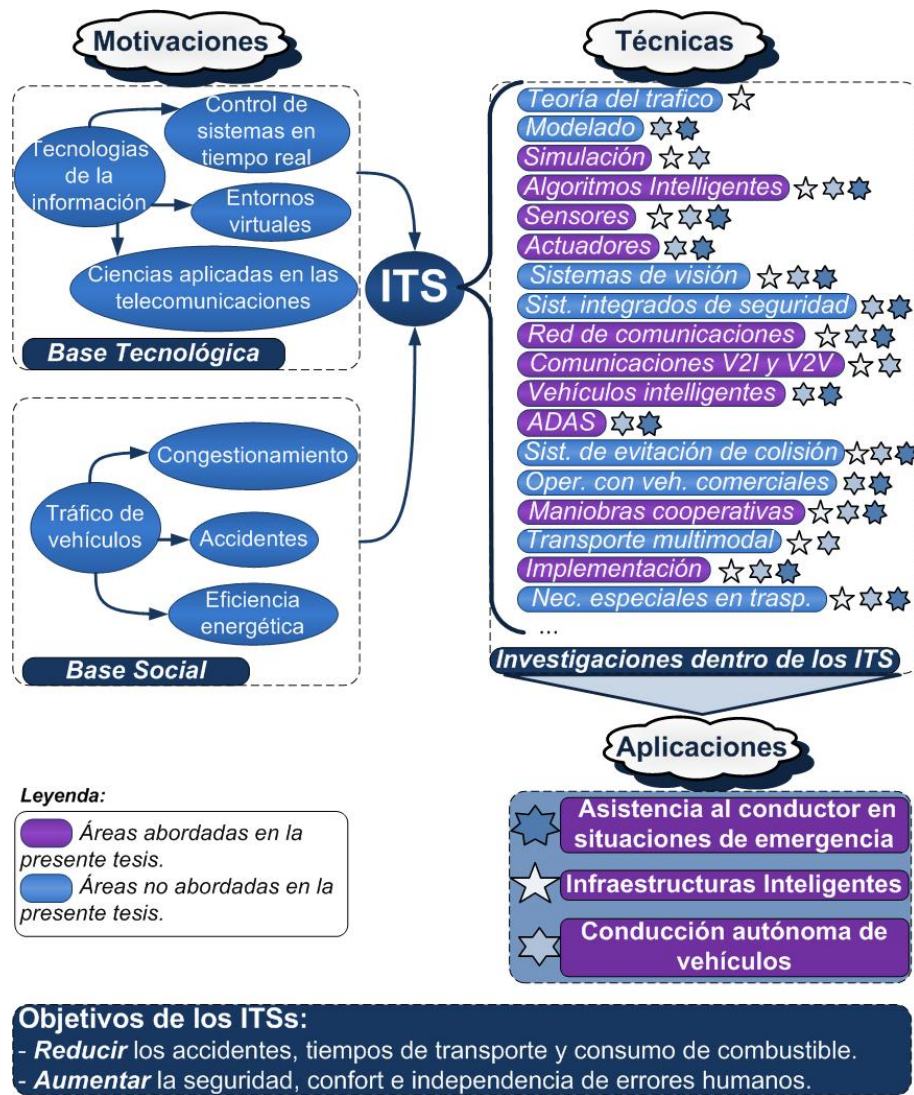 Motivaciones
Tecnologias
de la
información
Control de
sistemas en
tiempo real
Entornos
virtuales
Ciencias aplicadas en las
telecomunicaciones
Base Tecnológica
Tráfico de
vehículos
Congestionamiento
Accidentes
Eficiencia
energética
Base Social
ITS
Técnicas
Teoría del trafico
Modelado
Simulación
Algoritmos Intelligentes
Sensores
Actuadores
Sistemas de visión
Sist. integrados de seguridad
Red de comunicaciones
Comunicaciones V2I y V2V
Vehículos intelligentes
ADAS
Sist. de evitación de colisión
Oper. con veh. comerciales
Maniobras cooperativas
Transporte multimodal
Implementación
Nec. especiales en trasp.
...
Investigaciones dentro de los ITS
Aplicaciones
Asistencia al conductor en
situaciones de emergencia
Infraestructuras Inteligentes
Conducción autónoma de
vehículos
Leyenda:
Áreas abordadas en la
presente tesis.
Áreas no abordadas en la
presente tesis.
Objetivos de los ITSs:
- Reducir los accidentes, tiempos de transporte y consumo de combustible.
- Aumentar la seguridad, confort e independencia de errores humanos.